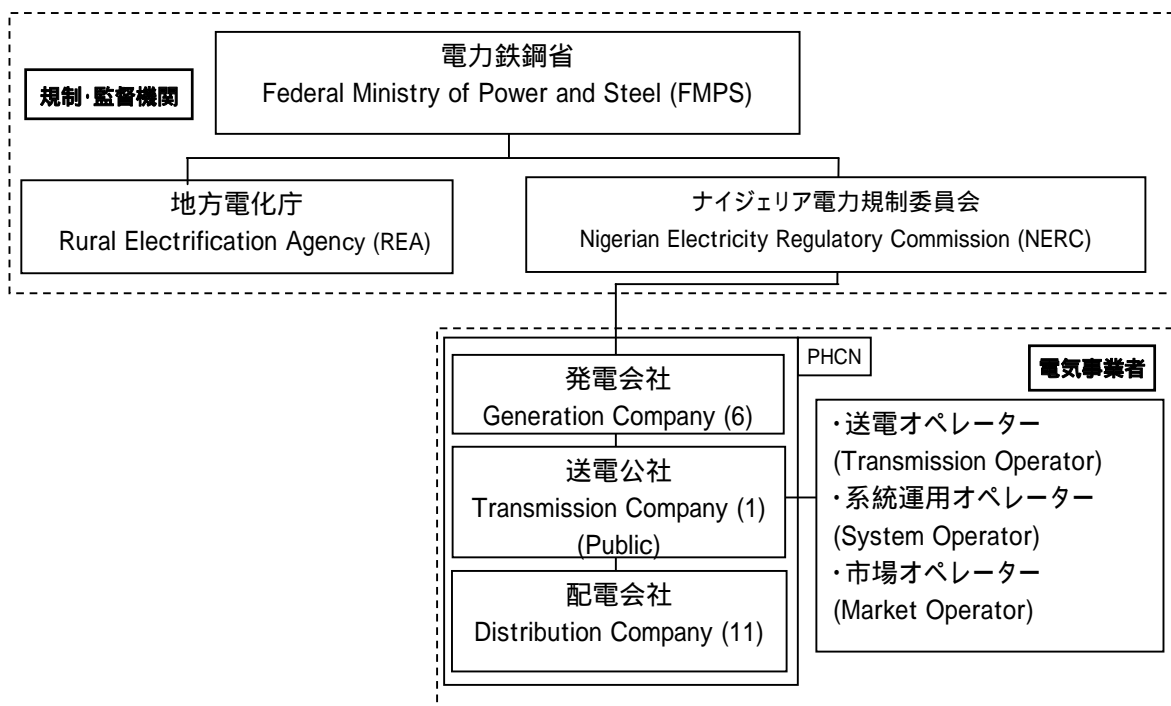 電力鉄鋼省
Federal Ministry of Power and Steel (FMPS)
規制･監督機関
地方電化庁
Rural Electrification Agency (REA)
ナイジェリア電力規制委員会
Nigerian Electricity Regulatory Commission (NERC)
PHCN
電気事業者
発電会社
Generation Company (6)
送電公社
Transmission Company (1)
(Public)
配電会社
Distribution Company (11)
･送電オペレーター
(Transmission Operator)
･系統運用オペレーター
(System Operator)
･市場オペレーター
(Market Operator)